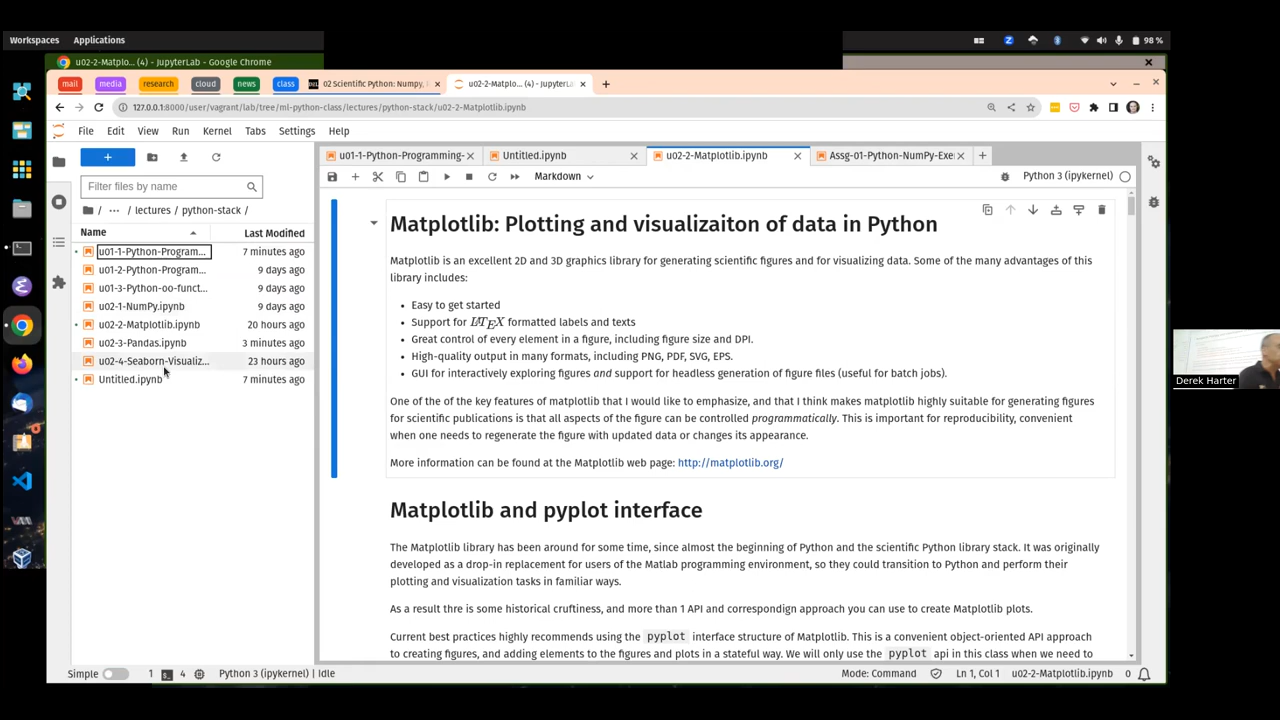 Workspaces Applications
98 %
u02-2-Matplo... (4) - JupyterLab - Google Chrome
mail media research cloud news class 02 Scientific Python: Numpy, u02-2-Matplo... (4) - JupyterLa
127.0.0.1:8000/user/vagrant/lab/tree/ml-python-class/lectures/python-stack/u02-2-Matplotlib.ipynb
File Edit View Run Kernel Tabs Settings Help
u01-1-Python-Programming- Untitled.ipynb u02-2-Matplotlib.ipynb Assg-01-Python-NumPy-Exe
Markdown Python 3 (ipykernel)
Filter files by name
/ ... / lectures / python-stack /
Name Last Modified
u01-1-Python-Program... 7 minutes ago
u01-2-Python-Program... 9 days ago
u01-3-Python-oo-funct... 9 days ago
u02-1-NumPy.ipynb 9 days ago
u02-2-Matplotlib.ipynb 20 hours ago
u02-3-Pandas.ipynb 3 minutes ago
u02-4-Seaborn-Visualiz... 23 hours ago
Untitled.ipynb 7 minutes ago
Matplotlib: Plotting and visualizaiton of data in Python
Matplotlib is an excellent 2D and 3D graphics library for generating scientific figures and for visualizing data. Some of the many advantages of this
library includes:
• Easy to get started
• Support for LATEX formatted labels and texts
• Great control of every element in a figure, including figure size and DPI.
• High-quality output in many formats, including PNG, PDF, SVG, EPS.
• GUI for interactively exploring figures and support for headless generation of figure files (useful for batch jobs).
One of the of the key features of matplotlib that I would like to emphasize, and that I think makes matplotlib highly suitable for generating figures
for scientific publications is that all aspects of the figure can be controlled programmatically. This is important for reproducibility, convenient
when one needs to regenerate the figure with updated data or changes its appearance.
More information can be found at the Matplotlib web page: http://matplotlib.org/
Matplotlib and pyplot interface
The Matplotlib library has been around for some time, since almost the beginning of Python and the scientific Python library stack. It was originally
developed as a drop-in replacement for users of the Matlab programming environment, so they could transition to Python and perform their
plotting and visualization tasks in familiar ways.
As a result thre is some historical cruftiness, and more than 1 API and correspondign approach you can use to create Matplotlib plots.
Current best practices highly recommends using the pyplot interface structure of Matplotlib. This is a convenient object-oriented API approach
to creating figures, and adding elements to the figures and plots in a stateful way. We will only use the pyplot api in this class when we need to
Simple 1 4 Python 3 (ipykernel) | Idle Mode: Command Ln 1, Col 1 u02-2-Matplotlib.ipynb 0
Derek Harter